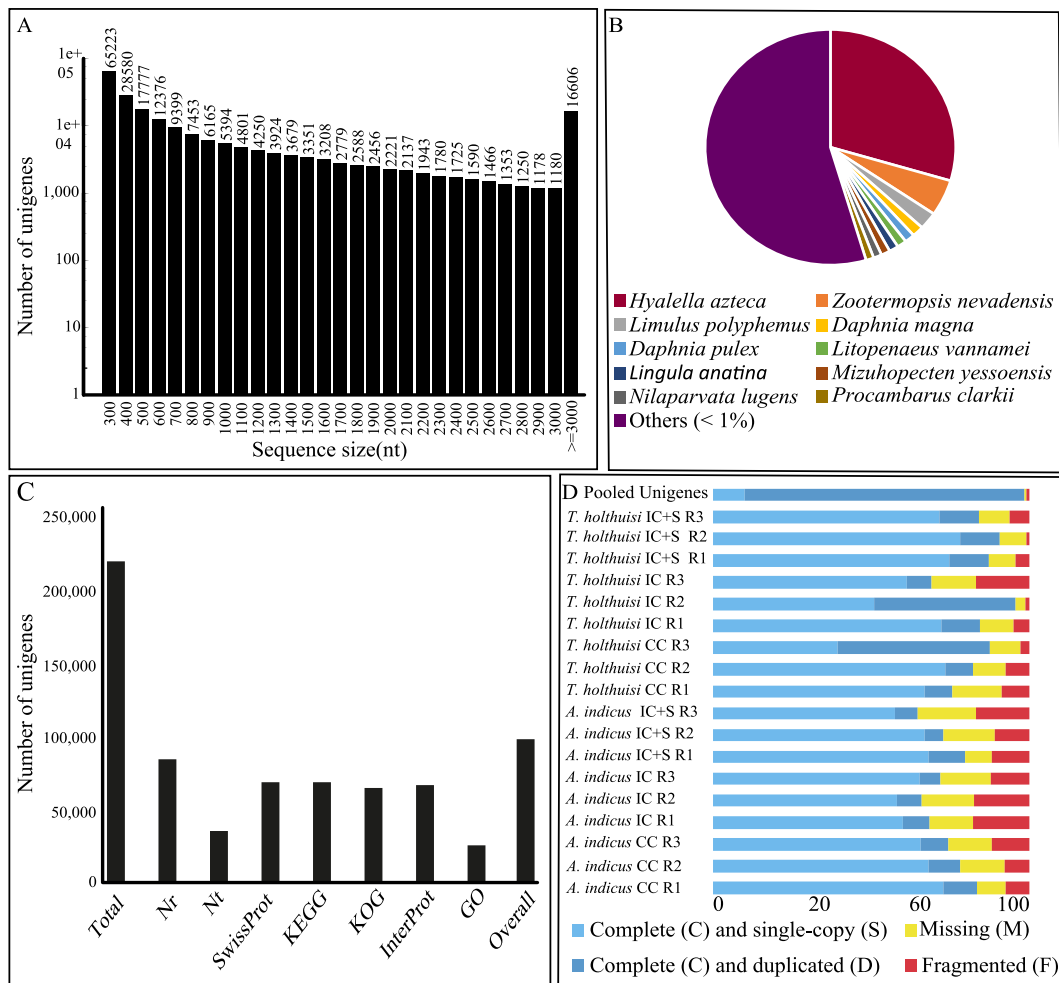 A
Number of unigenes
1e+
05
1e+
04
1,000
100
10
1
65223
28580
17777
12376
9399
7453
6165
5394
4801
4250
3924
3679
3351
3208
2779
2588
2456
2221
2137
1943
1780
1725
1590
1466
1353
1250
1178
1180
16606
300
400
500
600
700
800
900
1000
1100
1200
1300
1400
1500
1600
1700
1800
1900
2000
2100
2200
2300
2400
2500
2600
2700
2800
2900
3000
>=30000
Sequence size(nt)
B
Hyalella azteca
Zootermopsis nevadensis
Limulus polyphemus
Daphnia magna
Daphnia pulex
Litopenaeus vannamei
Lingula anatina
Mizuhopecten yessoensis
Nilaparvata lugens
Procambarus clarkii
Others (< 1%)
C
Number of unigenes
250,000
200,000
150,000
100,000
50,000
0
Total
Nr
Nt
SwissProt
KEGG
KOG
InterProt
GO
Overall
D Pooled Unigenes
T. holthuisi IC+S R3
T. holthuisi IC+S R2
T. holthuisi IC+S R1
T. holthuisi IC R3
T. holthuisi IC R2
T. holthuisi IC R1
T. holthuisi CC R3
T. holthuisi CC R2
T. holthuisi CC R1
A. indicus IC+S R3
A. indicus IC+S R2
A. indicus IC+S R1
A. indicus IC R3
A. indicus IC R2
A. indicus IC R1
A. indicus CC R3
A. indicus CC R2
A. indicus CC R1
0 20 60 100
Complete (C) and single-copy (S)
Missing (M)
Complete (C) and duplicated (D)
Fragmented (F)